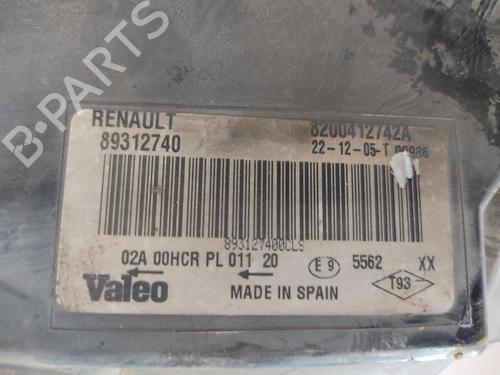 RENAULT 8200412742A
89312740 22-12-05-T 00986
893127400CLS
02A 00HCR PL 011 20 E 9 5562 XX
Valeo MADE IN SPAIN T93
B-PARTS